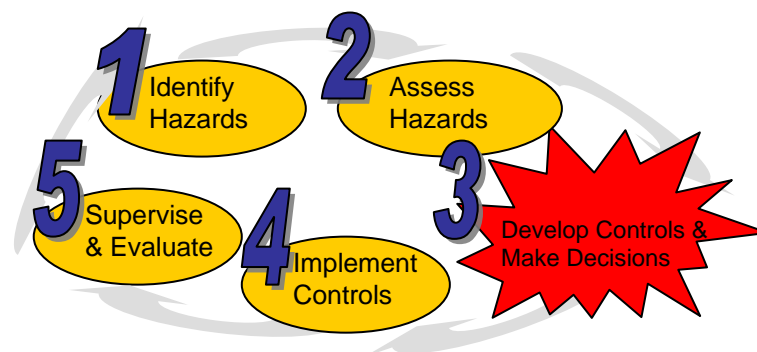 1
Identify
Hazards
2
Assess
Hazards
3
Develop Controls &
Make Decisions
4
Implement
Controls
5
Supervise
& Evaluate